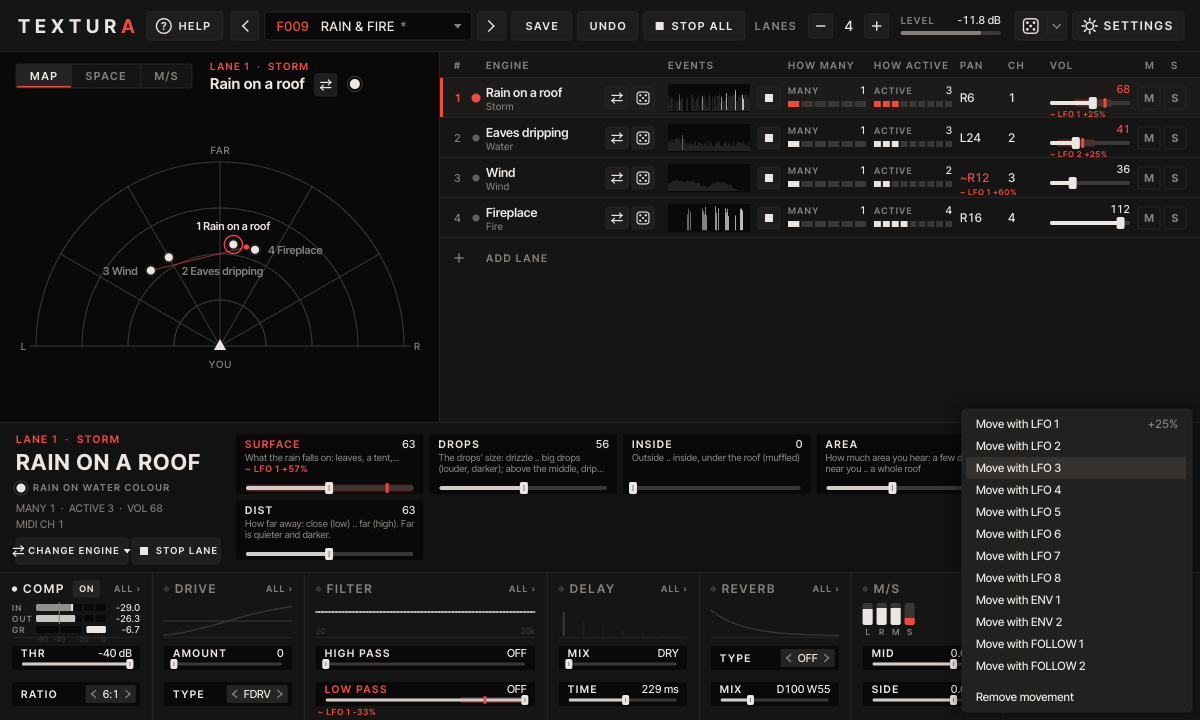 TEXTURA
HELP
F009 RAIN & FIRE *
SAVE
UNDO
STOP ALL
LANES
4
LEVEL -11.8 dB
SETTINGS
MAP SPACE M/S
LANE 1 · STORM
Rain on a roof
FAR
1 Rain on a roof
4 Fireplace
3 Wind
2 Eaves dripping
L
R
YOU
# ENGINE EVENTS HOW MANY HOW ACTIVE PAN CH VOL M S
1 Rain on a roof MANY 1 ACTIVE 3 R6 1 68 M S
Storm
~ LFO 1 +25%
2 Eaves dripping MANY 1 ACTIVE 3 L24 2 41 M S
Water
~ LFO 2 +25%
3 Wind MANY 1 ACTIVE 2 ~R12 3 36 M S
Wind
~ LFO 1 +60%
4 Fireplace MANY 1 ACTIVE 4 R16 4 112 M S
Fire
+ ADD LANE
LANE 1 · STORM
RAIN ON A ROOF
RAIN ON WATER COLOUR
MANY 1 · ACTIVE 3 · VOL 68
MIDI CH 1
CHANGE ENGINE
STOP LANE
SURFACE 63
What the rain falls on: leaves, a tent,...
~ LFO 1 +57%
DROPS 56
The drops' size: drizzle .. big drops
(louder, darker); above the middle, drip...
INSIDE 0
Outside .. inside, under the roof (muffled)
AREA
How much area you hear: a few d
near you .. a whole roof
DIST 63
How far away: close (low) .. far (high). Far
is quieter and darker.
Move with LFO 1 +25%
Move with LFO 2
Move with LFO 3
Move with LFO 4
Move with LFO 5
Move with LFO 6
Move with LFO 7
Move with LFO 8
Move with ENV 1
Move with ENV 2
Move with FOLLOW 1
Move with FOLLOW 2
Remove movement
COMP ON ALL ›
IN -29.0
OUT -26.3
GR -6.7
-60 -40 -20 0
THR -40 dB
RATIO 6:1
DRIVE ALL ›
AMOUNT 0
TYPE FDRV
FILTER ALL ›
20 20k
HIGH PASS OFF
LOW PASS OFF
~ LFO 1 -33%
DELAY ALL ›
MIX DRY
TIME 229 ms
REVERB ALL ›
TYPE OFF
MIX D100 W55
M/S
L R M S
MID 0.0
SIDE 0.0